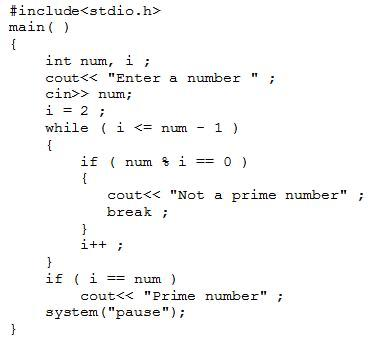 #include<stdio.h>
main( )
{
int num, i ;
cout<< "Enter a number " ;
cin>> num;
i = 2 ;
while ( i <= num - 1 )
{
if ( num % i == 0 )
{
cout<< "Not a prime number" ;
break ;
}
i++ ;
}
if ( i == num )
cout<< "Prime number" ;
system("pause");
}